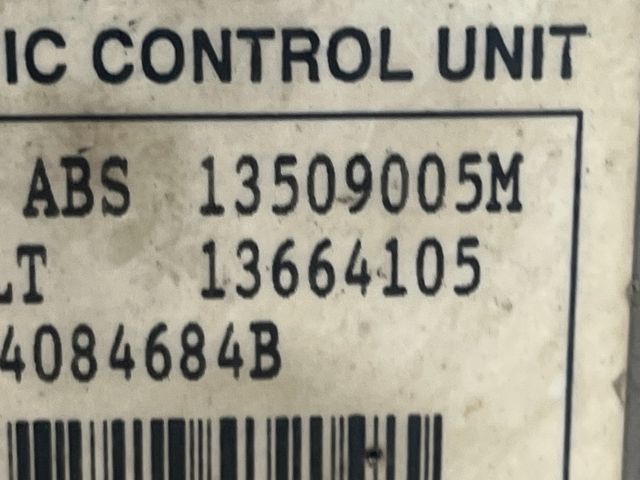 IC CONTROL UNIT
ABS 13509005M
LT 13664105
4084684B